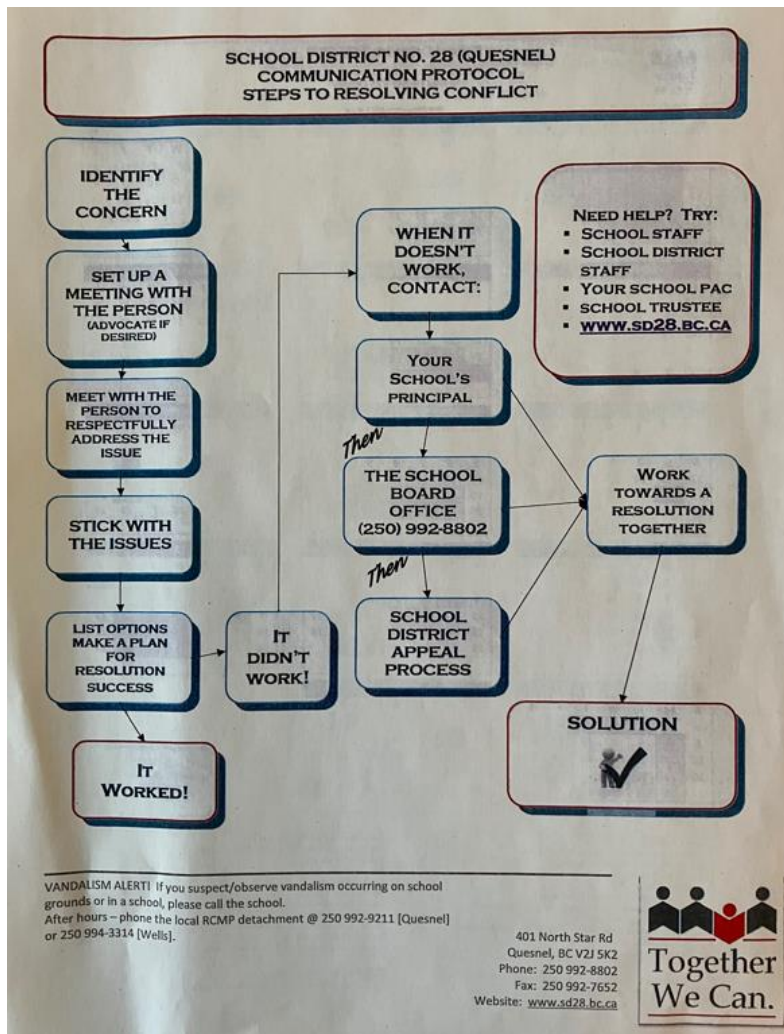 SCHOOL DISTRICT NO. 28 (QUESNEL)
COMMUNICATION PROTOCOL
STEPS TO RESOLVING CONFLICT
IDENTIFY
THE
CONCERN
SET UP A
MEETING WITH
THE PERSON
(ADVOCATE IF
DESIRED)
MEET WITH THE
PERSON TO
RESPECTFULLY
ADDRESS THE
ISSUE
STICK WITH
THE ISSUES
LIST OPTIONS
MAKE A PLAN
FOR
RESOLUTION
SUCCESS
IT
WORKED!
IT
DIDN'T
WORK!
WHEN IT
DOESN'T
WORK,
CONTACT:
YOUR
SCHOOL'S
PRINCIPAL
Then
THE SCHOOL
BOARD
OFFICE
(250) 992-8802
Then
SCHOOL
DISTRICT
APPEAL
PROCESS
NEED HELP? TRY:
▪ SCHOOL STAFF
▪ SCHOOL DISTRICT
STAFF
▪ YOUR SCHOOL PAC
▪ SCHOOL TRUSTEE
▪ WWW.SD28.BC.CA
WORK
TOWARDS A
RESOLUTION
TOGETHER
SOLUTION
VANDALISM ALERT! If you suspect/observe vandalism occurring on school
grounds or in a school, please call the school.
After hours – phone the local RCMP detachment @ 250 992-9211 [Quesnel]
or 250 994-3314 [Wells].
401 North Star Rd
Quesnel, BC V2J 5K2
Phone: 250 992-8802
Fax: 250 992-7652
Website: www.sd28.bc.ca
Together
We Can.